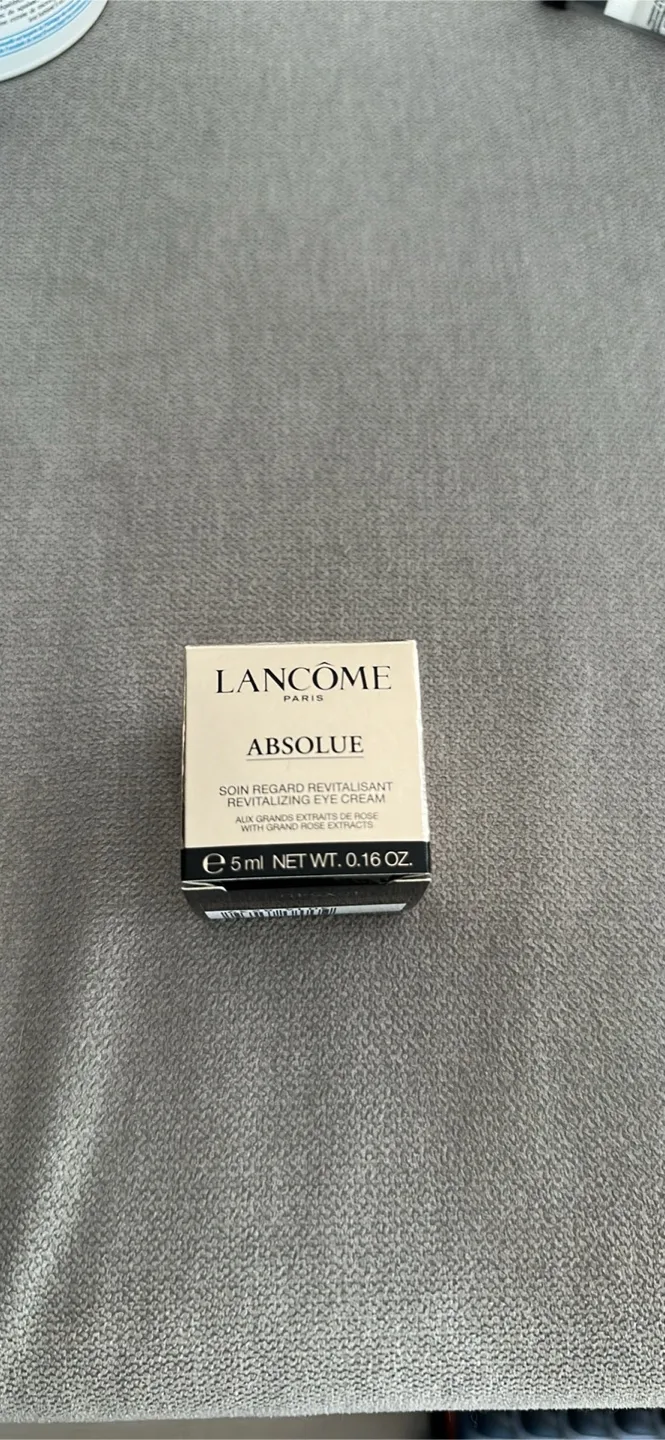 LANCÔME
PARIS
ABSOLUE
SOIN REGARD REVITALISANT
REVITALIZING EYE CREAM
AUX GRANDS EXTRAITS DE ROSE
WITH GRAND ROSE EXTRACTS
℮ 5 ml NET WT. 0.16 OZ.